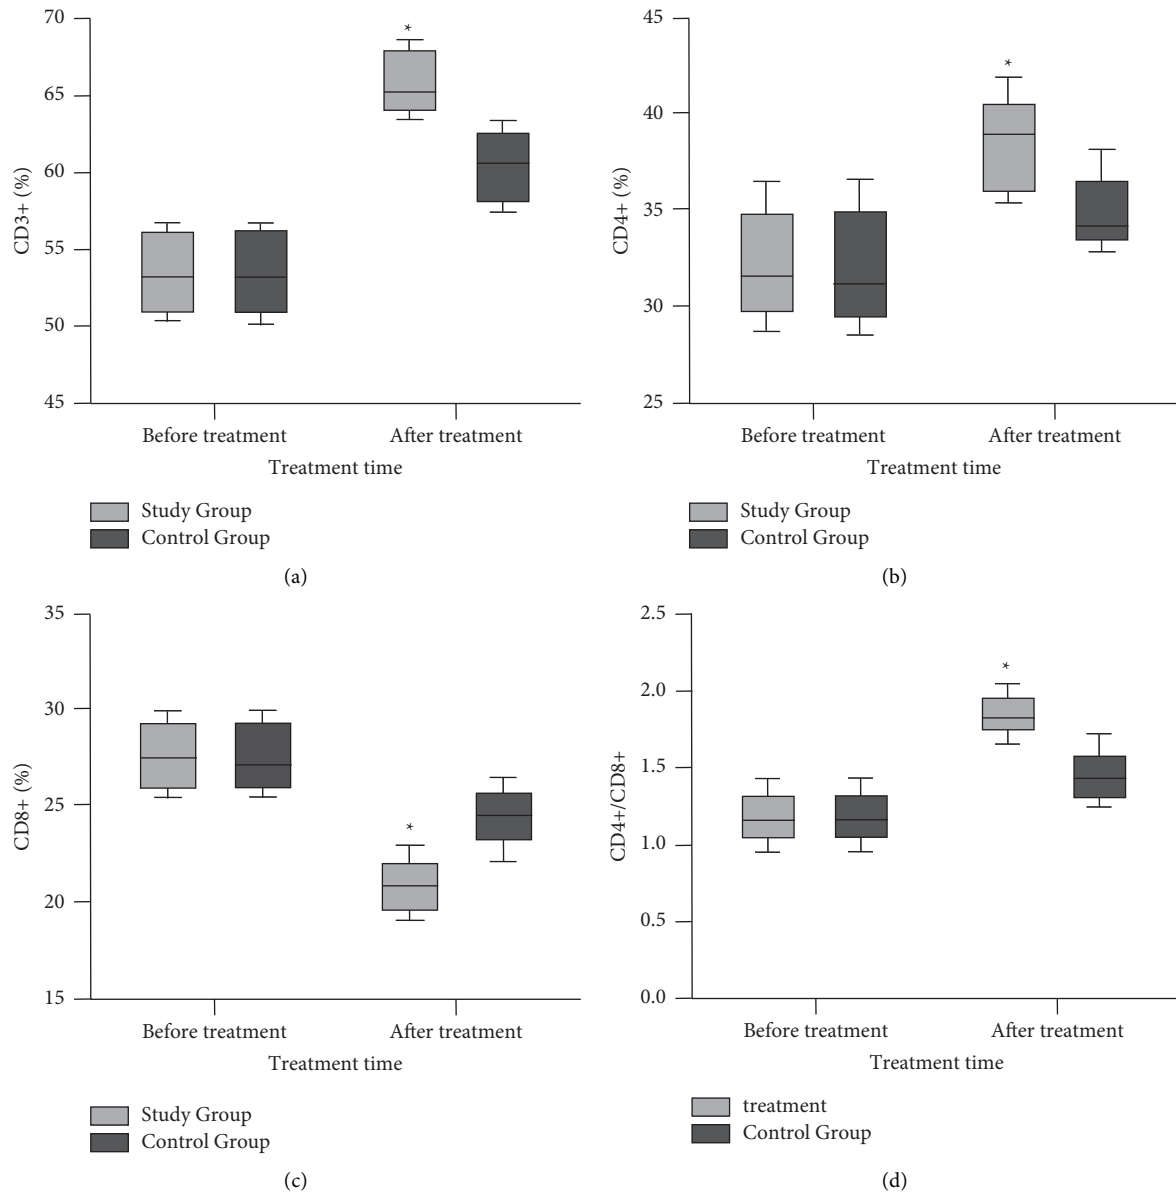 70
65
60
55
50
45
CD3+ (%)
*
Before treatment
After treatment
Treatment time
Study Group
Control Group
(a)
45
40
35
30
25
CD4+ (%)
*
Before treatment
After treatment
Treatment time
Study Group
Control Group
(b)
35
30
25
20
15
CD8+ (%)
*
Before treatment
After treatment
Treatment time
Study Group
Control Group
(c)
2.5
2.0
1.5
1.0
0.5
0.0
CD4+/CD8+
*
Before treatment
After treatment
Treatment time
treatment
Control Group
(d)